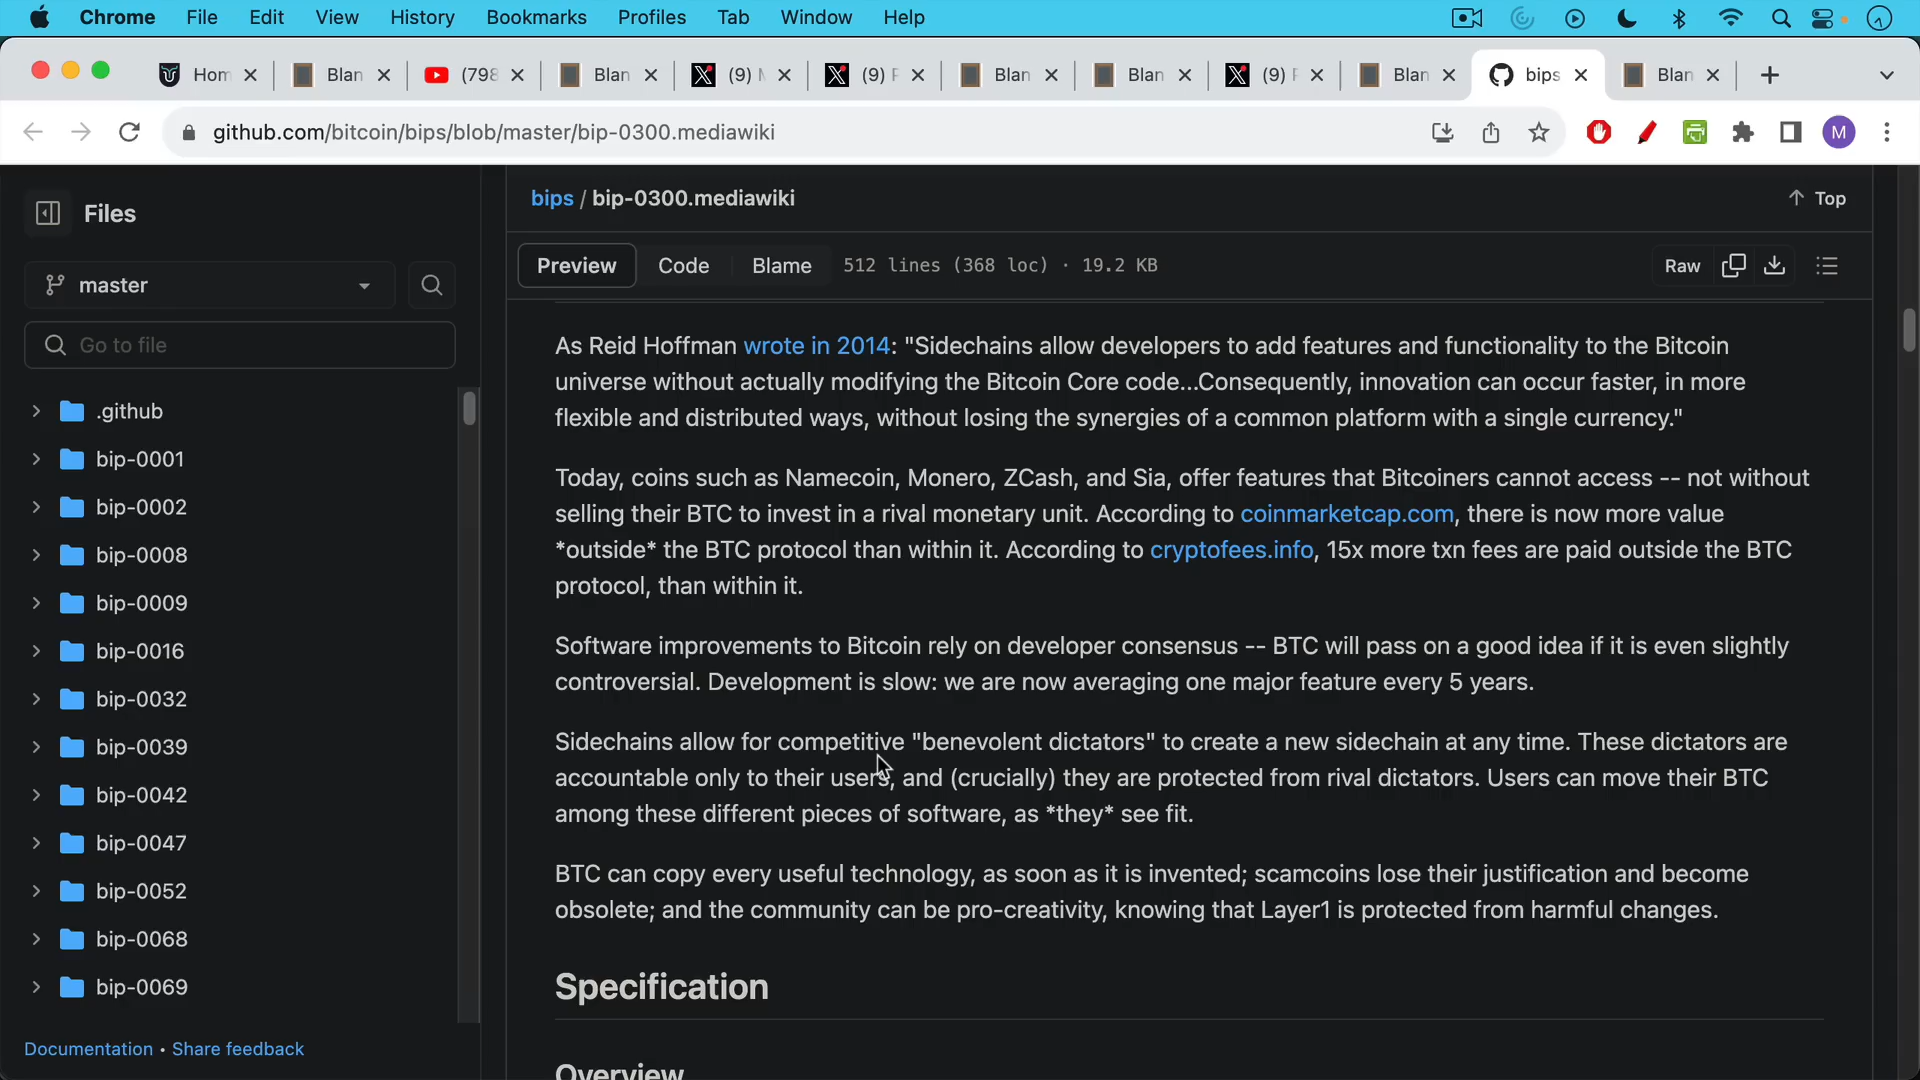 Chrome File Edit View History Bookmarks Profiles Tab Window Help
Hom Blan (798 Blan (9) (9) Blan Blan (9) Blan bips Blan
github.com/bitcoin/bips/blob/master/bip-0300.mediawiki
M
Files
master
Go to file
.github
bip-0001
bip-0002
bip-0008
bip-0009
bip-0016
bip-0032
bip-0039
bip-0042
bip-0047
bip-0052
bip-0068
bip-0069
Documentation • Share feedback
bips / bip-0300.mediawiki
Top
Preview Code Blame 512 lines (368 loc) · 19.2 KB
Raw
As Reid Hoffman wrote in 2014: "Sidechains allow developers to add features and functionality to the Bitcoin
universe without actually modifying the Bitcoin Core code...Consequently, innovation can occur faster, in more
flexible and distributed ways, without losing the synergies of a common platform with a single currency."
Today, coins such as Namecoin, Monero, ZCash, and Sia, offer features that Bitcoiners cannot access -- not without
selling their BTC to invest in a rival monetary unit. According to coinmarketcap.com, there is now more value
*outside* the BTC protocol than within it. According to cryptofees.info, 15x more txn fees are paid outside the BTC
protocol, than within it.
Software improvements to Bitcoin rely on developer consensus -- BTC will pass on a good idea if it is even slightly
controversial. Development is slow: we are now averaging one major feature every 5 years.
Sidechains allow for competitive "benevolent dictators" to create a new sidechain at any time. These dictators are
accountable only to their users, and (crucially) they are protected from rival dictators. Users can move their BTC
among these different pieces of software, as *they* see fit.
BTC can copy every useful technology, as soon as it is invented; scamcoins lose their justification and become
obsolete; and the community can be pro-creativity, knowing that Layer1 is protected from harmful changes.
Specification
Overview